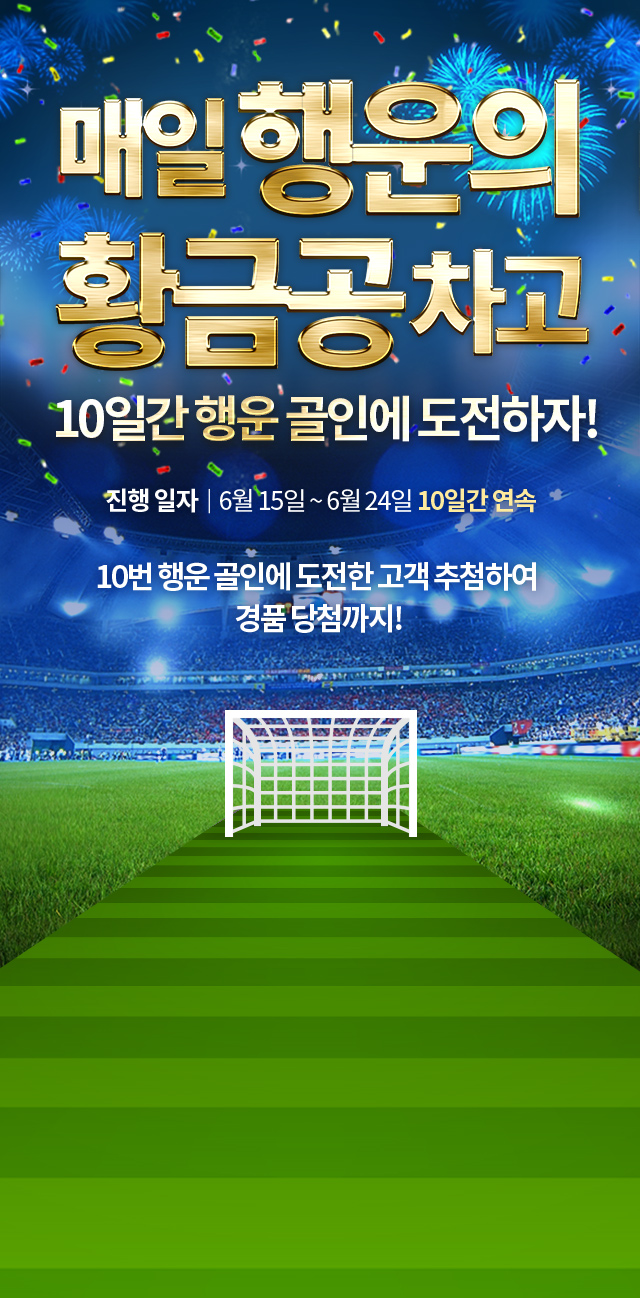 매일 행운의
황금공 차고
10일간 행운 골인에 도전하자!
진행 일자 | 6월 15일 ~ 6월 24일 10일간 연속
10번 행운 골인에 도전한 고객 추첨하여
경품 당첨까지!